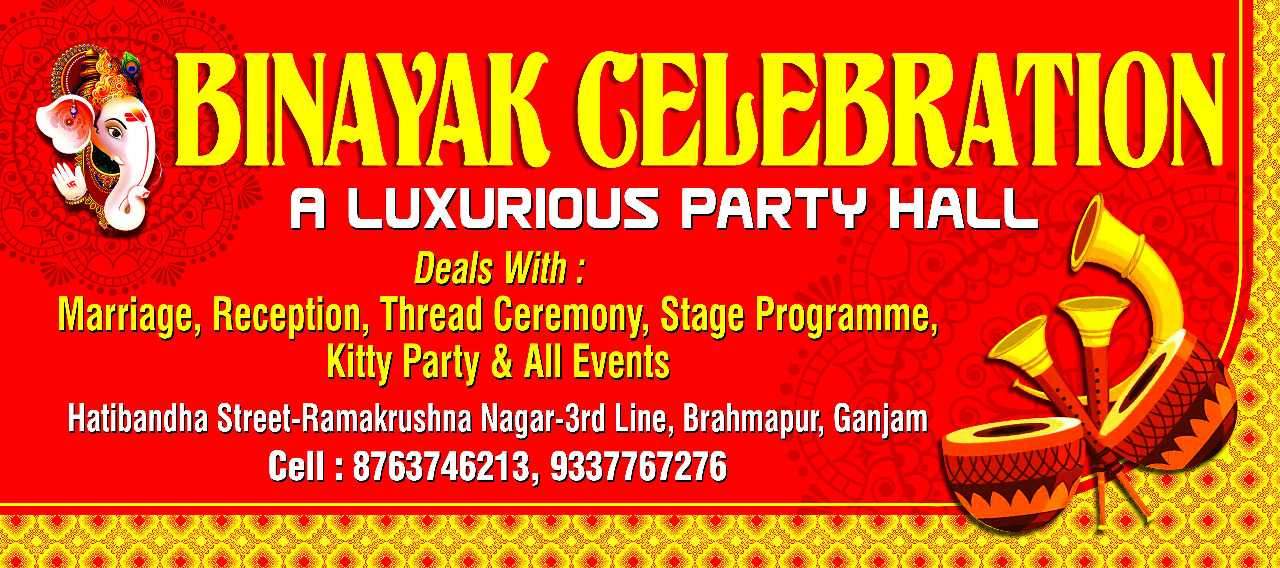 BINAYAK CELEBRATION
A LUXURIOUS PARTY HALL
Deals With :
Marriage, Reception, Thread Ceremony, Stage Programme,
Kitty Party & All Events
Hatibandha Street-Ramakrushna Nagar-3rd Line, Brahmapur, Ganjam
Cell : 8763746213, 9337767276